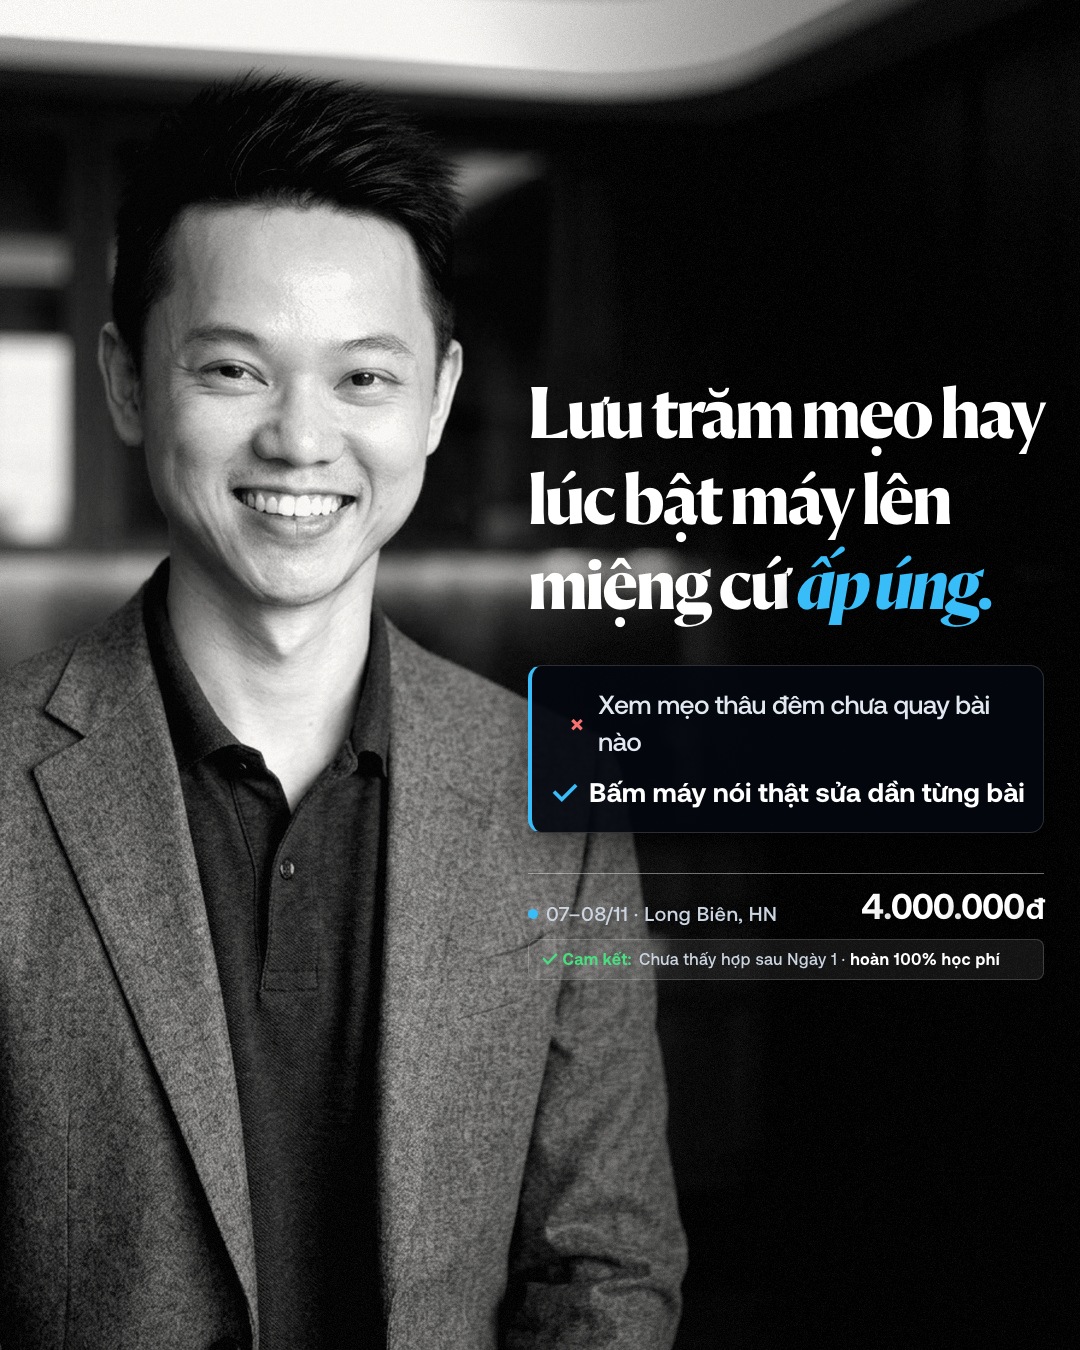 Lưu trăm mẹo hay
lúc bật máy lên
miệng cứ ấp úng.
Xem mẹo thâu đêm chưa quay bài
nào
Bấm máy nói thật sửa dần từng bài
07–08/11 · Long Biên, HN
4.000.000đ
Cam kết: Chưa thấy hợp sau Ngày 1 · hoàn 100% học phí